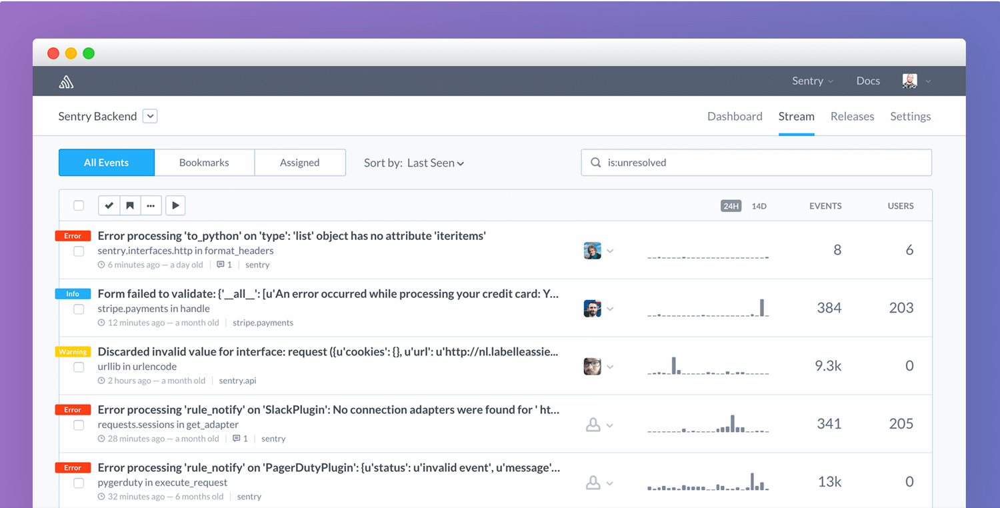 Sentry Docs
Sentry Backend Dashboard Stream Releases Settings
All Events Bookmarks Assigned Sort by: Last Seen is:unresolved
24H 14D EVENTS USERS
Error Error processing 'to_python' on 'type': 'list' object has no attribute 'iteritems'
sentry.interfaces.http in format_headers 8 6
6 minutes ago — a day old 1 sentry
Info Form failed to validate: {'__all__': [u'An error occurred while processing your credit card: Y...
stripe.payments in handle 384 203
12 minutes ago — a month old stripe.payments
Warning Discarded invalid value for interface: request ({u'cookies': {}, u'url': u'http://nl.labelleassie...
urllib in urlencode 9.3k 0
2 hours ago — a month old sentry.api
Error Error processing 'rule_notify' on 'SlackPlugin': No connection adapters were found for ' ht...
requests.sessions in get_adapter 341 205
28 minutes ago — a month old 1 sentry
Error Error processing 'rule_notify' on 'PagerDutyPlugin': {u'status': u'invalid event', u'message'...
pygerduty in execute_request 13k 0
32 minutes ago — 6 months old sentry